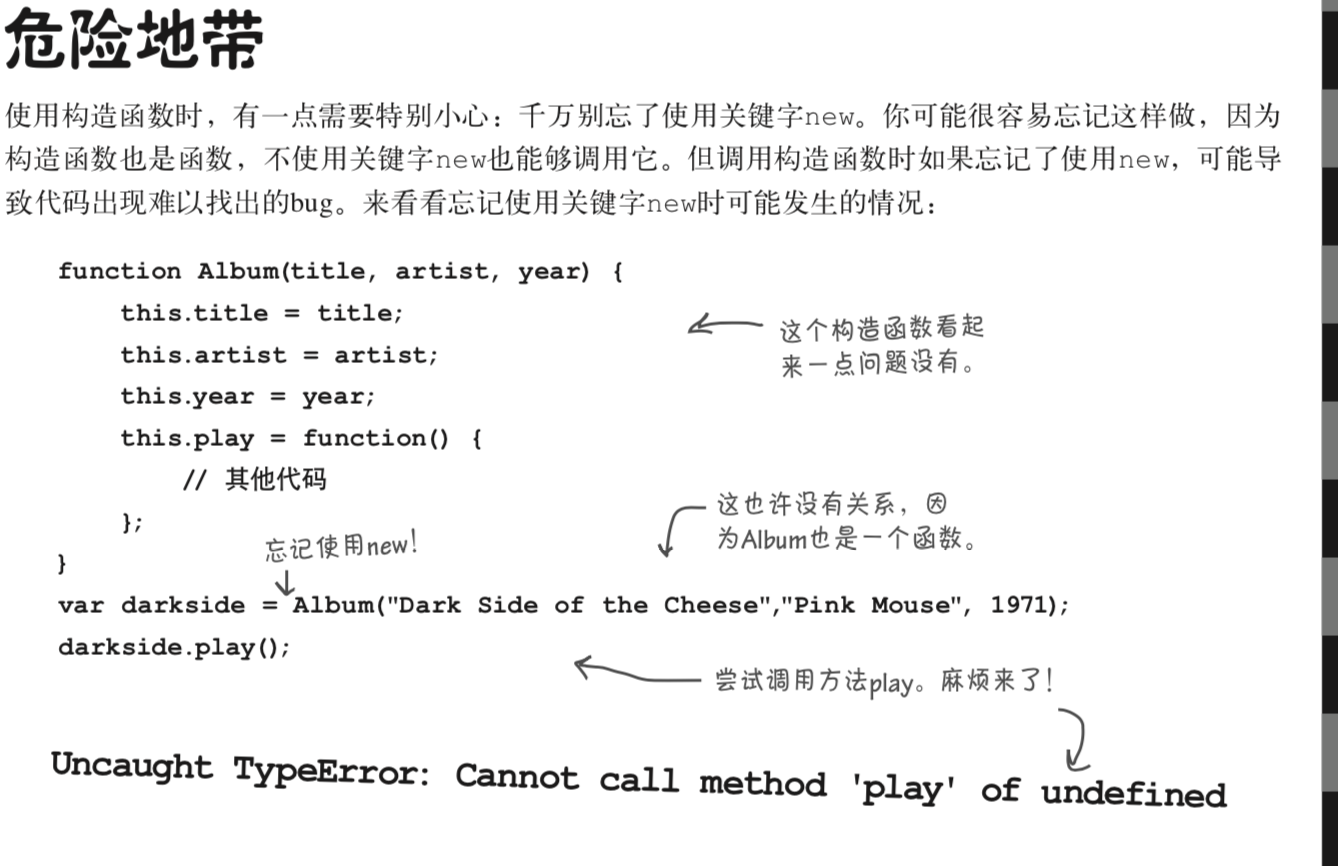 危险地带
使用构造函数时，有一点需要特别小心：千万别忘了使用关键字new。你可能很容易忘记这样做，因为
构造函数也是函数，不使用关键字new也能够调用它。但调用构造函数时如果忘记了使用new，可能导
致代码出现难以找出的bug。来看看忘记使用关键字new时可能发生的情况：
function Album(title, artist, year) {
this.title = title;
这个构造函数看起
来一点问题没有。
this.artist = artist;
this.year = year;
this.play = function() {
// 其他代码
};
这也许没有关系，因
为Album也是一个函数。
忘记使用new！
}
var darkside = Album("Dark Side of the Cheese","Pink Mouse", 1971);
darkside.play();
尝试调用方法play。麻烦来了！
Uncaught TypeError: Cannot call method 'play' of undefined